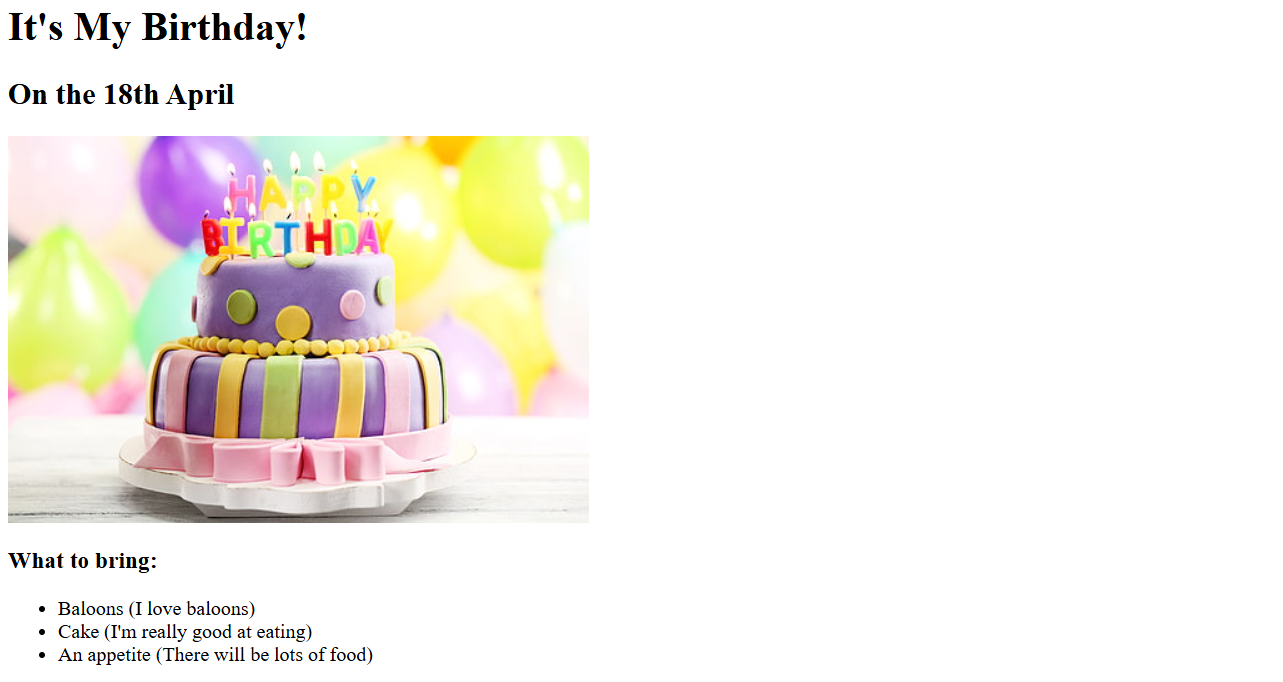 It's My Birthday!
On the 18th April
HAPPY
BIRTHDAY
What to bring:
Baloons (I love baloons)
Cake (I'm really good at eating)
An appetite (There will be lots of food)